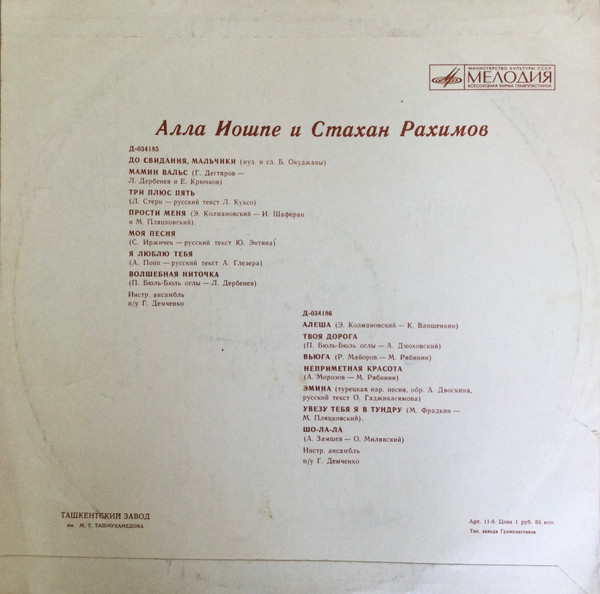 МИНИСТЕРСТВО КУЛЬТУРЫ СССР
МЕЛОДИЯ
ВСЕСОЮЗНАЯ ФИРМА ГРАМПЛАСТИНОК
Алла Иошпе и Стахан Рахимов
Д-034185
ДО СВИДАНИЯ, МАЛЬЧИКИ (муз. и сл. Б. Окуджавы)
МАМИН ВАЛЬС (Г. Дегтяров —
Л. Дербенев и Е. Крючков)
ТРИ ПЛЮС ПЯТЬ
(Л. Стерн — русский текст Л. Куксо)
ПРОСТИ МЕНЯ (Э. Колмановский — И. Шаферан
и М. Пляцковский).
МОЯ ПЕСНЯ
(С. Иржичек — русский текст Ю. Энтина)
Я ЛЮБЛЮ ТЕБЯ
(А. Попп — русский текст А. Глезера)
ВОЛШЕБНАЯ НИТОЧКА
(П. Бюль-Бюль оглы — Л. Дербенев)
Инстр. ансамбль
п/у Г. Демченко
Д-034186
АЛЕША (Э. Колмановский — К. Ваншенкин)
ТВОЯ ДОРОГА
(П. Бюль-Бюль оглы — А. Дмоховский)
ВЬЮГА (Р. Майоров — М. Рябинин)
НЕПРИМЕТНАЯ КРАСОТА
(А. Морозов — М. Рябинин)
ЭМИНА (турецкая нар. песня, обр. А. Двоскина,
русский текст О. Гаджикасимова)
УВЕЗУ ТЕБЯ Я В ТУНДРУ (М. Фрадкин —
М. Пляцковский).
ШО-ЛА-ЛА
(А. Замшев — О. Милявский)
Инстр. ансамбль
п/у Г. Демченко
ТАШКЕНТСКИЙ ЗАВОД
им. М. Т. ТАШМУХАМЕДОВА
Арт. 11-9. Цена 1 руб. 65 коп.
Тип. завода Грампластинок